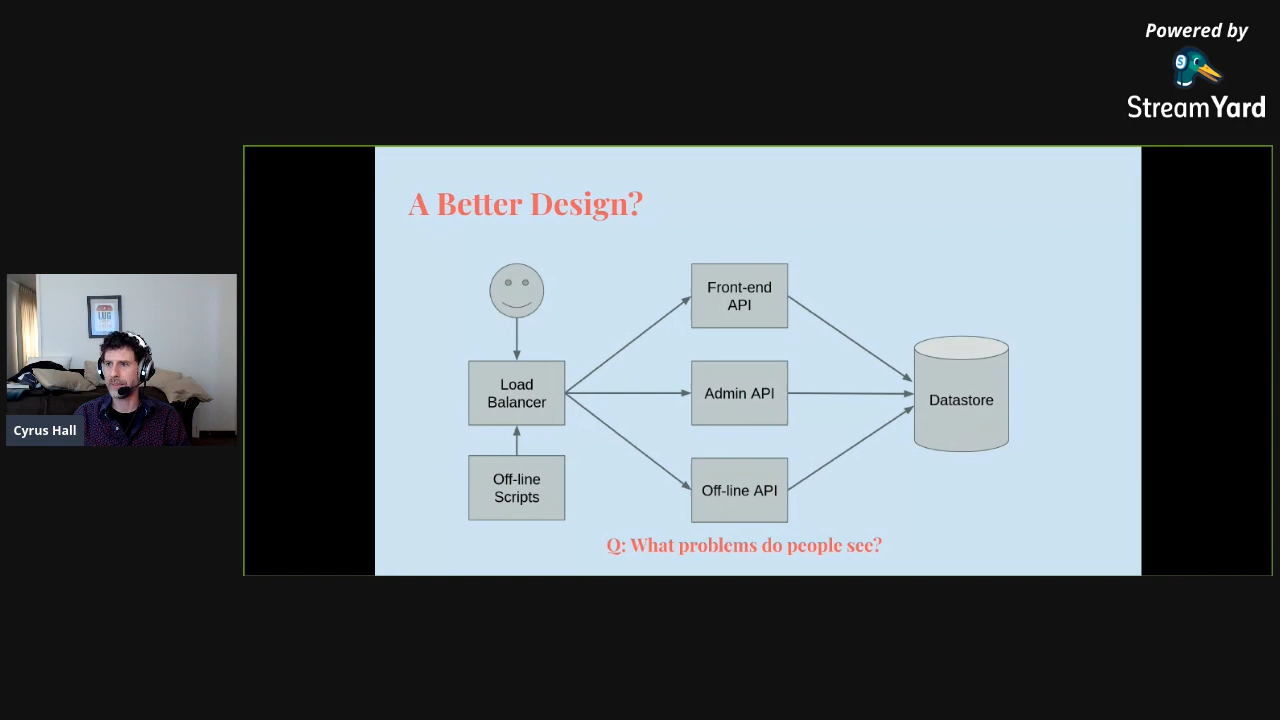 Powered by
StreamYard
A Better Design?
Front-end
API
Load
Balancer
Admin API
Datastore
Off-line
Scripts
Off-line API
Q: What problems do people see?
Cyrus Hall